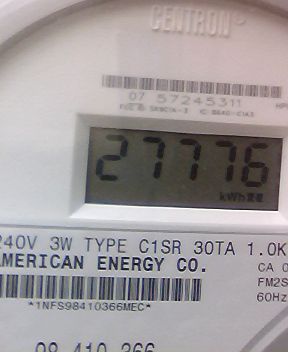 CENTRON®
07 57245311
27776
kWh
240V 3W TYPE C1SR 30TA 1.0K
AMERICAN ENERGY CO.
CA 0
FM2S
60Hz
*1NFS98410366MEC*
98 410 366